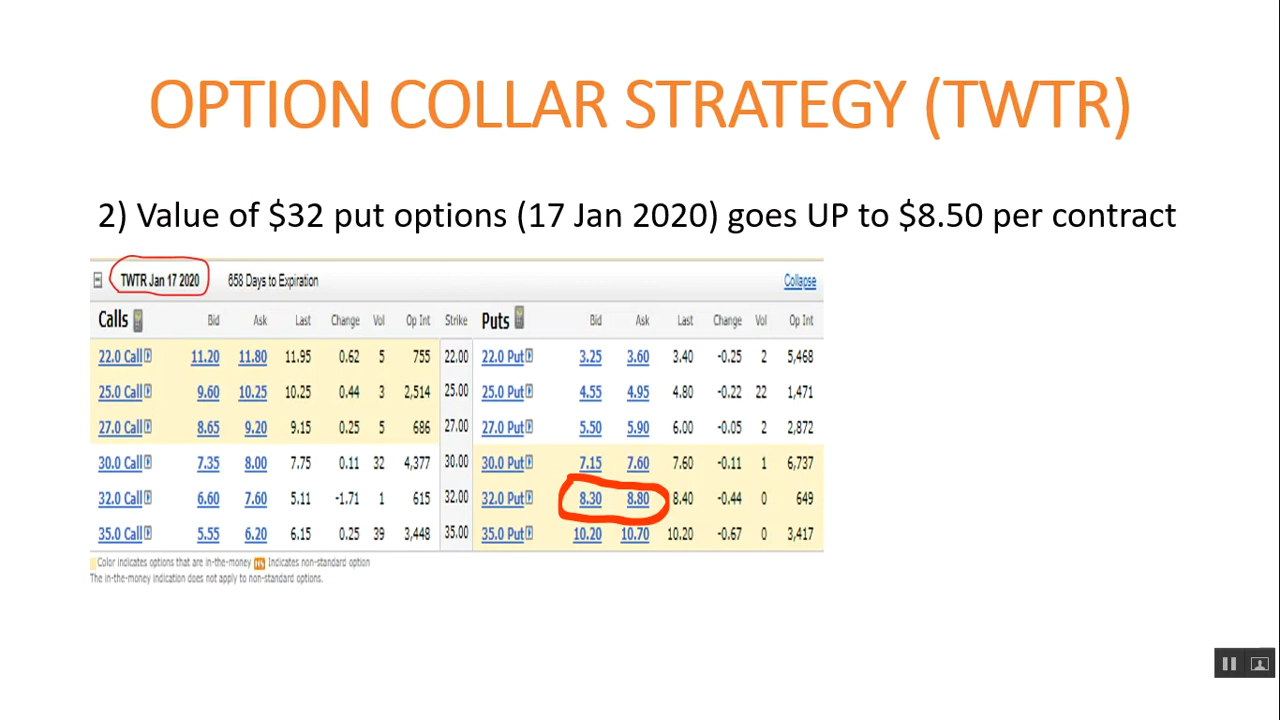 OPTION COLLAR STRATEGY (TWTR)
2) Value of $32 put options (17 Jan 2020) goes UP to $8.50 per contract
TWTR Jan 17 2020 658 Days to Expiration Collapse
Calls Bid Ask Last Change Vol Op Int Strike Puts Bid Ask Last Change Vol Op Int
22.0 Call 11.20 11.80 11.95 0.62 5 755 22.00 22.0 Put 3.25 3.60 3.40 -0.25 2 5,468
25.0 Call 9.60 10.25 10.25 0.44 3 2,514 25.00 25.0 Put 4.55 4.95 4.80 -0.22 22 1,471
27.0 Call 8.65 9.20 9.15 0.25 5 686 27.00 27.0 Put 5.50 5.90 6.00 -0.05 2 2,872
30.0 Call 7.35 8.00 7.75 0.11 32 4,377 30.00 30.0 Put 7.15 7.60 7.60 -0.11 1 6,737
32.0 Call 6.60 7.60 5.11 -1.71 1 615 32.00 32.0 Put 8.30 8.80 8.40 -0.44 0 649
35.0 Call 5.55 6.20 6.15 0.25 39 3,448 35.00 35.0 Put 10.20 10.70 10.20 -0.67 0 3,417
Color indicates options that are in-the-money Indicates non-standard option
The in-the-money indication does not apply to non-standard options.